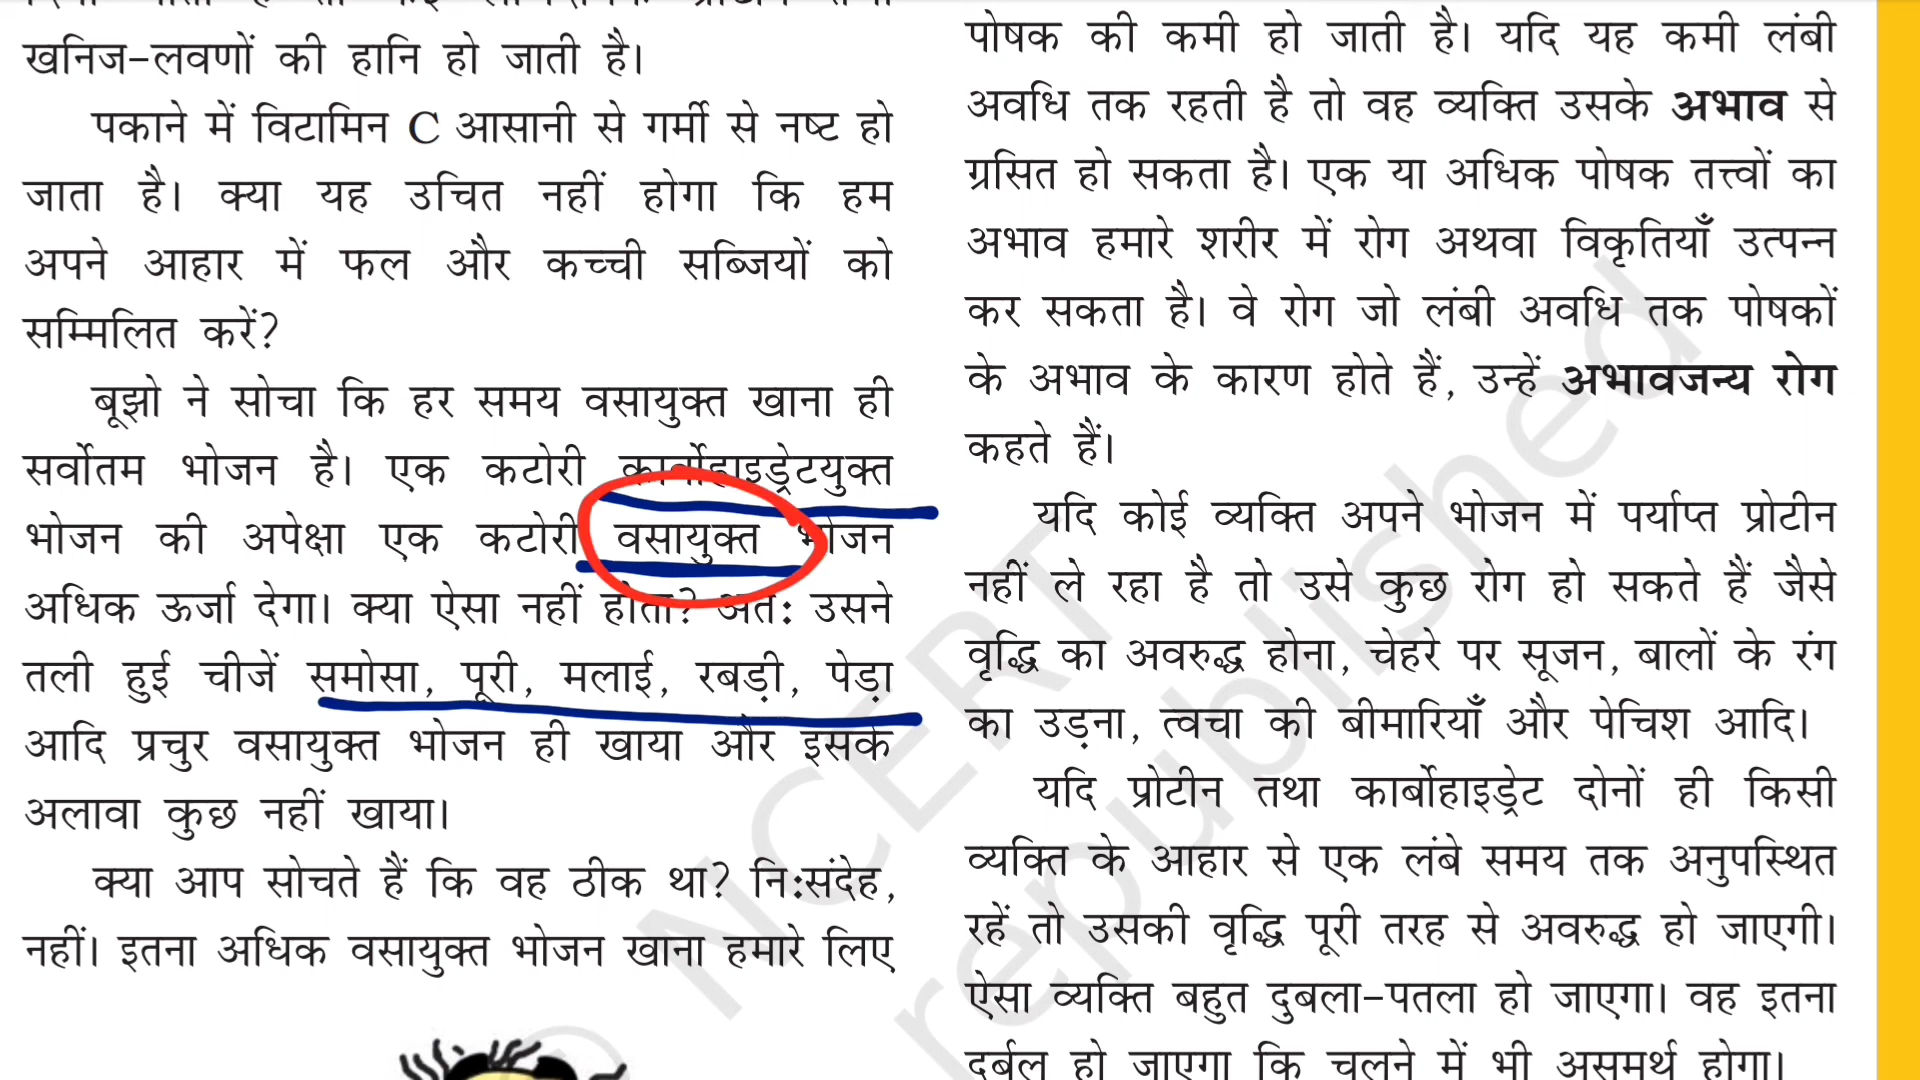 खनिज-लवणों की हानि हो जाती है।
पकाने में विटामिन C आसानी से गर्मी से नष्ट हो
जाता है। क्या यह उचित नहीं होगा कि हम
अपने आहार में फल और कच्ची सब्जियों को
सम्मिलित करें?
बूझो ने सोचा कि हर समय वसायुक्त खाना ही
सर्वोतम भोजन है। एक कटोरी कार्बोहाइड्रेटयुक्त
भोजन की अपेक्षा एक कटोरी वसायुक्त भोजन
अधिक ऊर्जा देगा। क्या ऐसा नहीं होता? अतः उसने
तली हुई चीजें समोसा, पूरी, मलाई, रबड़ी, पेड़ा
आदि प्रचुर वसायुक्त भोजन ही खाया और इसके
अलावा कुछ नहीं खाया।
क्या आप सोचते हैं कि वह ठीक था? निःसंदेह,
नहीं। इतना अधिक वसायुक्त भोजन खाना हमारे लिए
पोषक की कमी हो जाती है। यदि यह कमी लंबी
अवधि तक रहती है तो वह व्यक्ति उसके अभाव से
ग्रसित हो सकता है। एक या अधिक पोषक तत्त्वों का
अभाव हमारे शरीर में रोग अथवा विकृतियाँ उत्पन्न
कर सकता है। वे रोग जो लंबी अवधि तक पोषकों
के अभाव के कारण होते हैं, उन्हें अभावजन्य रोग
कहते हैं।
यदि कोई व्यक्ति अपने भोजन में पर्याप्त प्रोटीन
नहीं ले रहा है तो उसे कुछ रोग हो सकते हैं जैसे
वृद्धि का अवरुद्ध होना, चेहरे पर सूजन, बालों के रंग
का उड़ना, त्वचा की बीमारियाँ और पेचिश आदि।
यदि प्रोटीन तथा कार्बोहाइड्रेट दोनों ही किसी
व्यक्ति के आहार से एक लंबे समय तक अनुपस्थित
रहें तो उसकी वृद्धि पूरी तरह से अवरुद्ध हो जाएगी।
ऐसा व्यक्ति बहुत दुबला-पतला हो जाएगा। वह इतना
दुर्बल हो जाएगा कि चलने में भी असमर्थ होगा।
© NCERT
republished